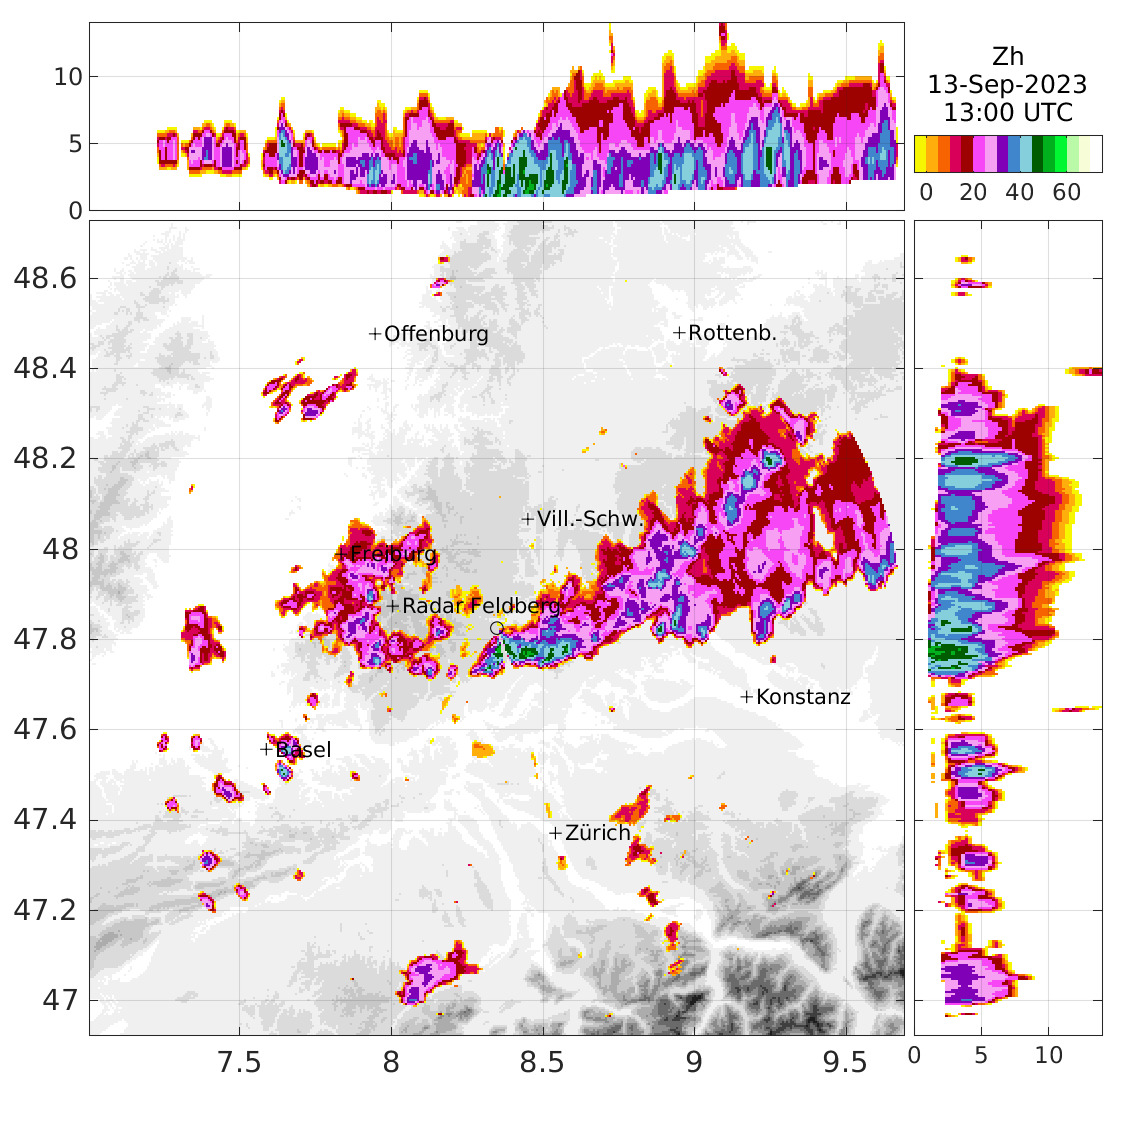 10
5
0
Zh
13-Sep-2023
13:00 UTC
0 20 40 60
48.6
48.4
48.2
48
47.8
47.6
47.4
47.2
47
+Offenburg
+Rottenb.
+Vill.-Schw.
+Freiburg
+Radar Feldberg
+Konstanz
+Basel
+Zürich
7.5 8 8.5 9 9.5
0 5 10